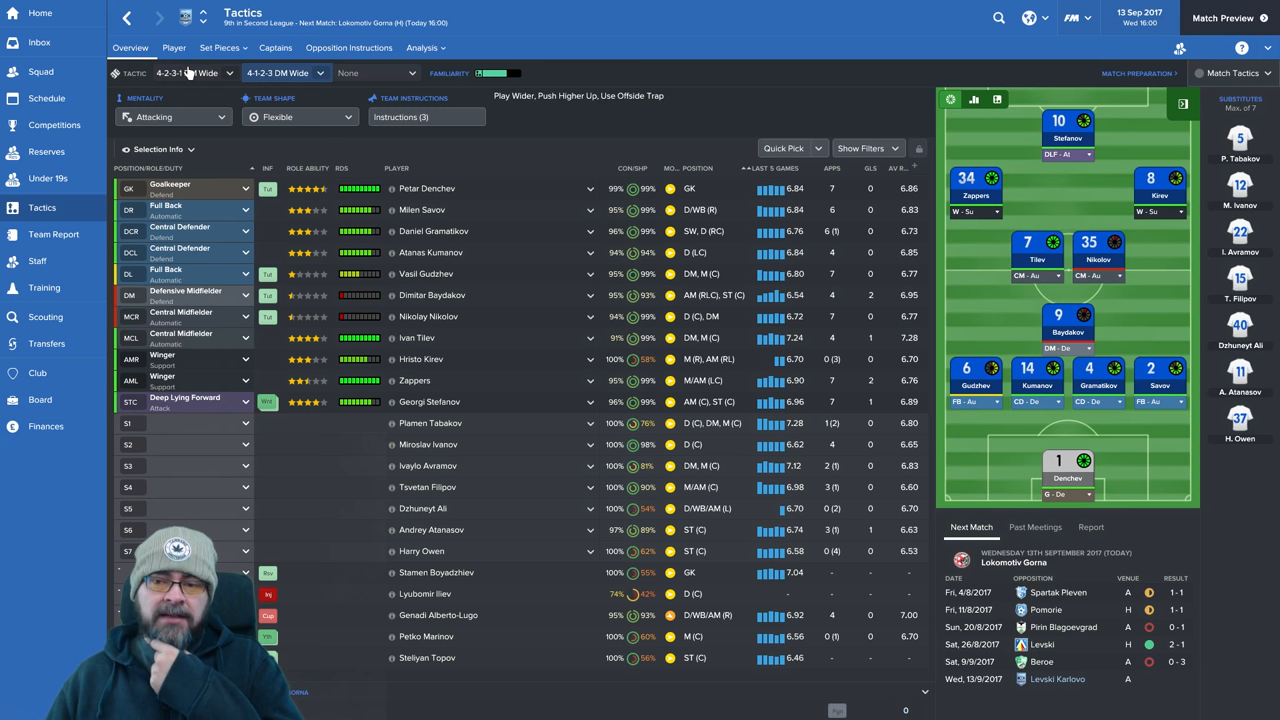 Home
Inbox
Squad
Schedule
Competitions
Reserves
Under 19s
Tactics
Team Report
Staff
Training
Scouting
Transfers
Club
Board
Finances
Tactics
9th in Second League - Next Match: Lokomotiv Gorna (H) (Today 16:00)
FM
13 Sep 2017
Wed 16:00
Match Preview
Overview Player Set Pieces Captains Opposition Instructions Analysis
TACTIC 4-2-3-1 DM Wide 4-1-2-3 DM Wide None FAMILIARITY MATCH PREPARATION > Match Tactics
MENTALITY TEAM SHAPE TEAM INSTRUCTIONS
Attacking Flexible Instructions (3)
Play Wider, Push Higher Up, Use Offside Trap
Selection Info Quick Pick Show Filters
POSITION/ROLE/DUTY INF ROLE ABILITY RDS PLAYER CON/SHP MO... POSITION LAST 5 GAMES APPS GLS AV R...
GK Goalkeeper Defend Tut Petar Denchev 99% 99% GK 6.84 7 0 6.86
DR Full Back Automatic Milen Savov 95% 99% D/WB (R) 6.84 6 0 6.83
DCR Central Defender Defend Daniel Gramatikov 96% 99% SW, D (RC) 6.76 6 (1) 0 6.73
DCL Central Defender Defend Atanas Kumanov 94% 94% D (LC) 6.84 4 0 6.85
DL Full Back Automatic Tut Vasil Gudzhev 95% 99% DM, M (C) 6.80 7 0 6.77
DM Defensive Midfielder Defend Tut Dimitar Baydakov 95% 93% AM (RLC), ST (C) 6.54 4 2 6.95
MCR Central Midfielder Automatic Tut Nikolay Nikolov 95% 99% D (C), DM 6.72 7 0 6.77
MCL Central Midfielder Automatic Ivan Tilev 91% 99% DM, M (C) 7.24 4 1 7.28
AMR Winger Support Hristo Kirev 99% 58% M (R), AM (RL) 6.70 0 (3) 0 6.70
AML Winger Support Zappers 95% 99% M/AM (LC) 6.90 7 2 6.76
STC Deep Lying Forward Attack Wnt Georgi Stefanov 96% 99% AM (C), ST (C) 6.96 7 1 6.89
S1 Plamen Tabakov 100% 76% D (C), DM, M (C) 7.28 1 (2) 0 6.80
S2 Miroslav Ivanov 100% 98% D (C) 6.62 4 0 6.65
S3 Ivaylo Avramov 100% 81% DM, M (C) 7.12 2 (1) 0 6.83
S4 Tsvetan Filipov 100% 90% M/AM (C) 6.98 3 (1) 0 6.60
S5 Dzhuneyt Ali 100% 54% D/WB/AM (L) 6.70 0 (2) 0 6.70
S6 Andrey Atanasov 97% 89% ST (C) 6.74 3 (1) 1 6.63
S7 Harry Owen 100% 62% ST (C) 6.58 0 (4) 0 6.53
Rsv Stamen Boyadzhiev 100% 55% GK 7.04 - - -
Inj Lyubomir Iliev 74% 42% D (C) - - -
Cup Genadi Alberto-Lugo 95% 93% D/WB/AM (R) 6.92 4 0 7.00
Yth Petko Marinov 100% 60% M (C) 6.56 0 (1) 0 6.70
Steliyan Topov 100% 56% ST (C) 6.46 - - -
ORNA
Age 0
10
Stefanov
DLF - At
34
Zappers
W - Su
8
Kirev
W - Su
7
Tilev
CM - Au
35
Nikolov
CM - Au
9
Baydakov
DM - De
6
Gudzhev
FB - Au
14
Kumanov
CD - De
4
Gramatikov
CD - De
2
Savov
FB - Au
1
Denchev
G - De
SUBSTITUTES
Max. of 7
5
P. Tabakov
12
M. Ivanov
22
I. Avramov
15
T. Filipov
40
Dzhuneyt Ali
11
A. Atanasov
37
H. Owen
Next Match Past Meetings Report
WEDNESDAY 13TH SEPTEMBER 2017 (TODAY)
Lokomotiv Gorna
DATE OPPOSITION VENUE RESULT
Fri, 4/8/2017 Spartak Pleven A 1-1
Fri, 11/8/2017 Pomorie H 1-1
Sun, 20/8/2017 Pirin Blagoevgrad A 0-1
Sat, 26/8/2017 Levski H 2-1
Sat, 9/9/2017 Beroe A 0-3
Wed, 13/9/2017 Levski Karlovo A